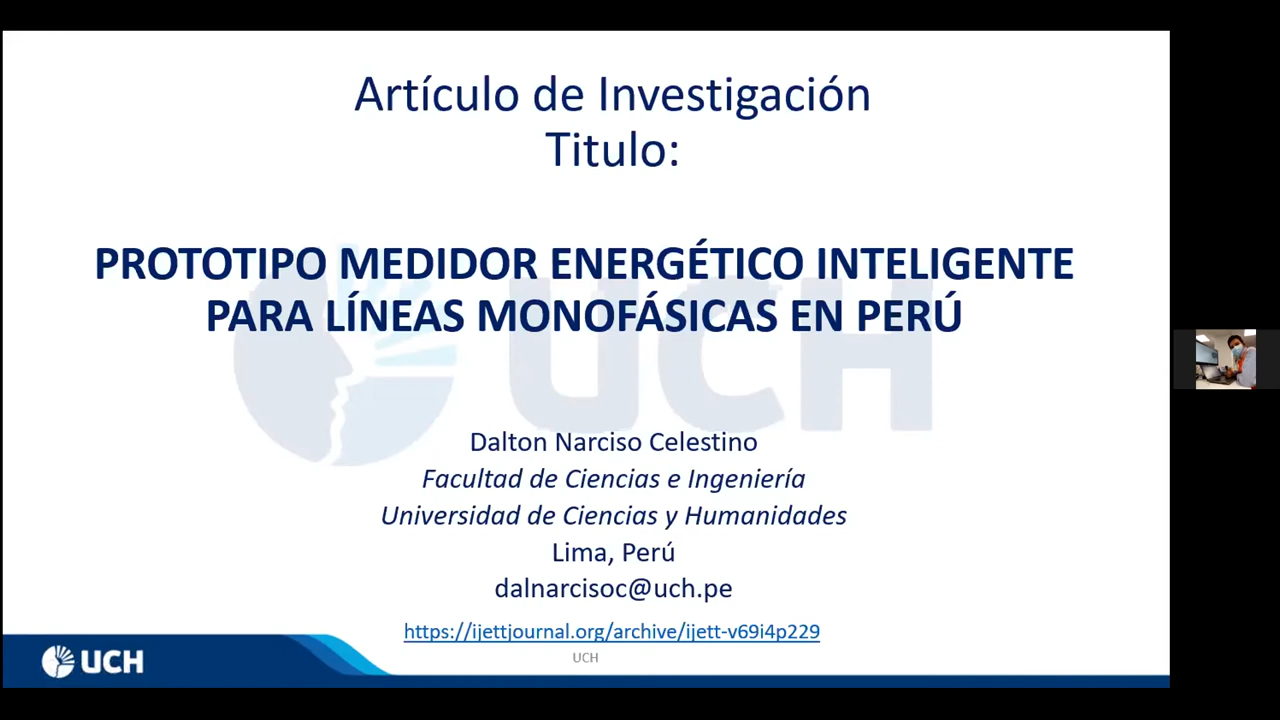 Artículo de Investigación
Titulo:
PROTOTIPO MEDIDOR ENERGÉTICO INTELIGENTE
PARA LÍNEAS MONOFÁSICAS EN PERÚ
UCH
Dalton Narciso Celestino
Facultad de Ciencias e Ingeniería
Universidad de Ciencias y Humanidades
Lima, Perú
dalnarcisoc@uch.pe
https://ijettjournal.org/archive/ijett-v69i4p229
UCH
UCH